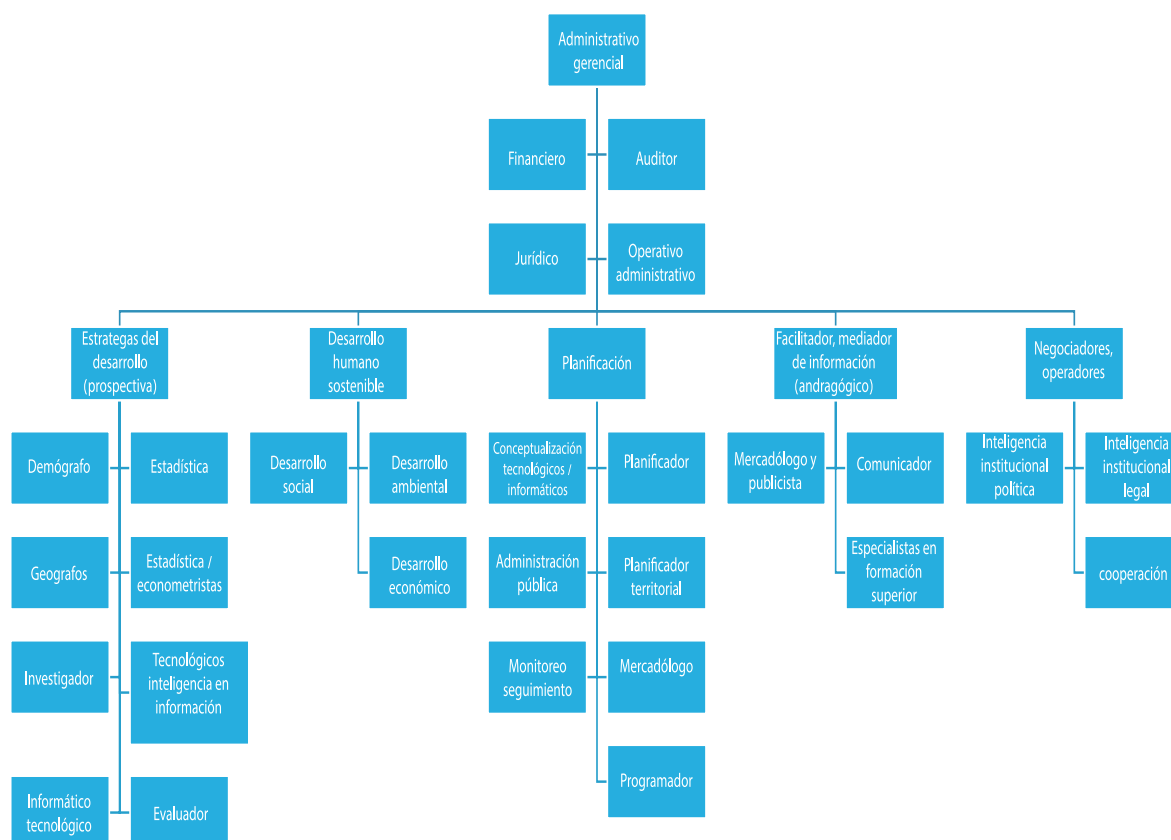 Administrativo
gerencial
Financiero
Auditor
Jurídico
Operativo
administrativo
Estrategas del
desarrollo
(prospectiva)
Desarrollo
humano
sostenible
Planificación
Facilitador, mediador
de información
(andragógico)
Negociadores,
operadores
Demógrafo
Estadística
Desarrollo
social
Desarrollo
ambiental
Conceptualización
tecnológicos /
informáticos
Planificador
Mercadólogo y
publicista
Comunicador
Inteligencia
institucional
política
Inteligencia
institucional
legal
Geografos
Estadística /
econometristas
Desarrollo
económico
Administración
pública
Planificador
territorial
Especialistas en
formación
superior
cooperación
Investigador
Tecnológicos
inteligencia en
información
Monitoreo
seguimiento
Mercadólogo
Informático
tecnológico
Evaluador
Programador